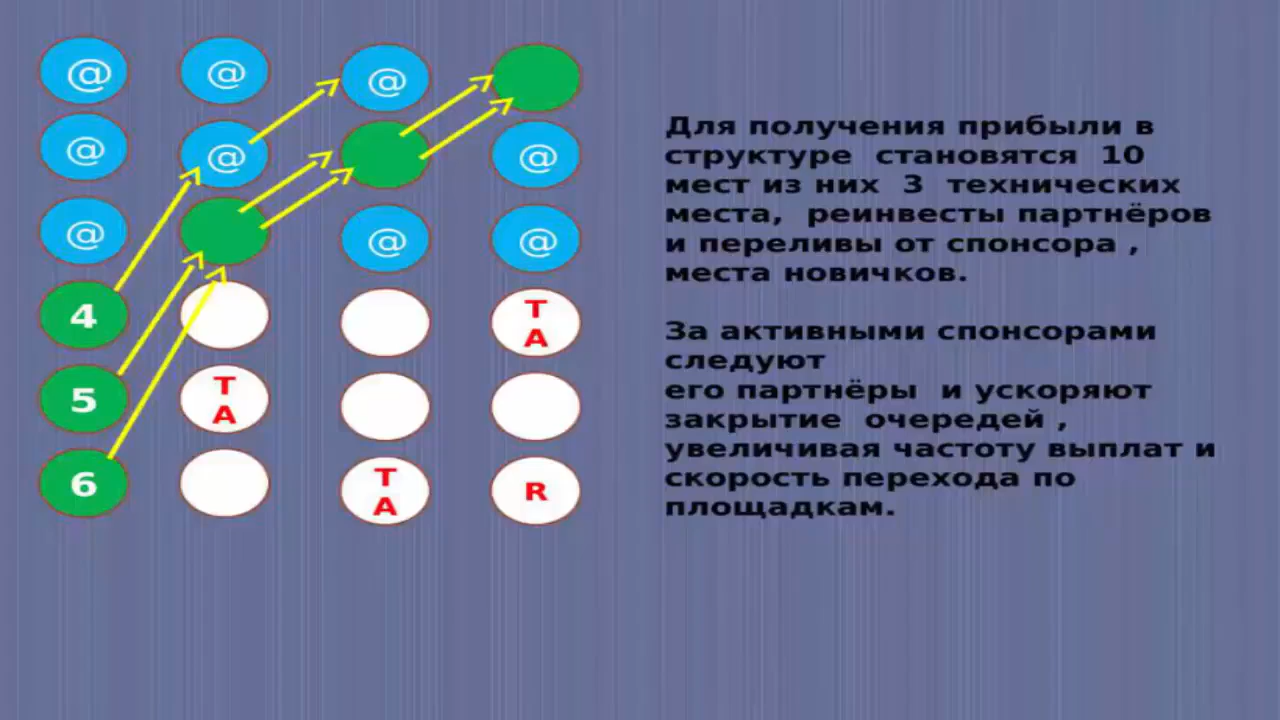 @ @ @
@ @ @
@ @ @
4 Т А
5 Т А
6 Т А R
Для получения прибыли в
структуре становятся 10
мест из них 3 технических
места, реинвесты партнёров
и переливы от спонсора ,
места новичков.
За активными спонсорами
следуют
его партнёры и ускоряют
закрытие очередей ,
увеличивая частоту выплат и
скорость перехода по
площадкам.